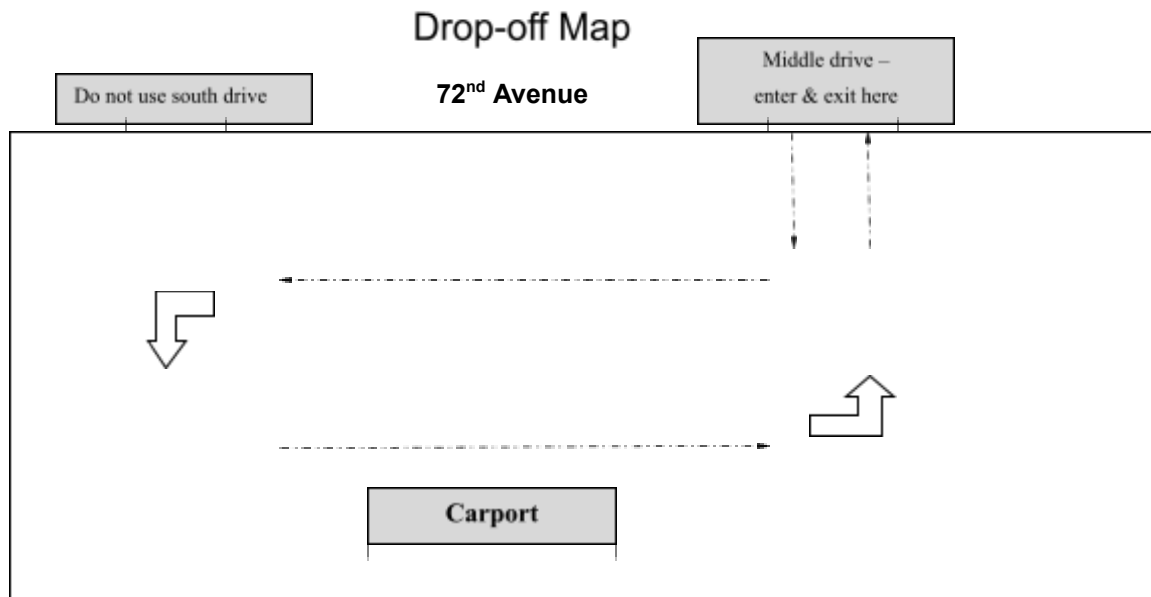 Drop-off Map
Do not use south drive
72nd Avenue
Middle drive –
enter & exit here
Carport